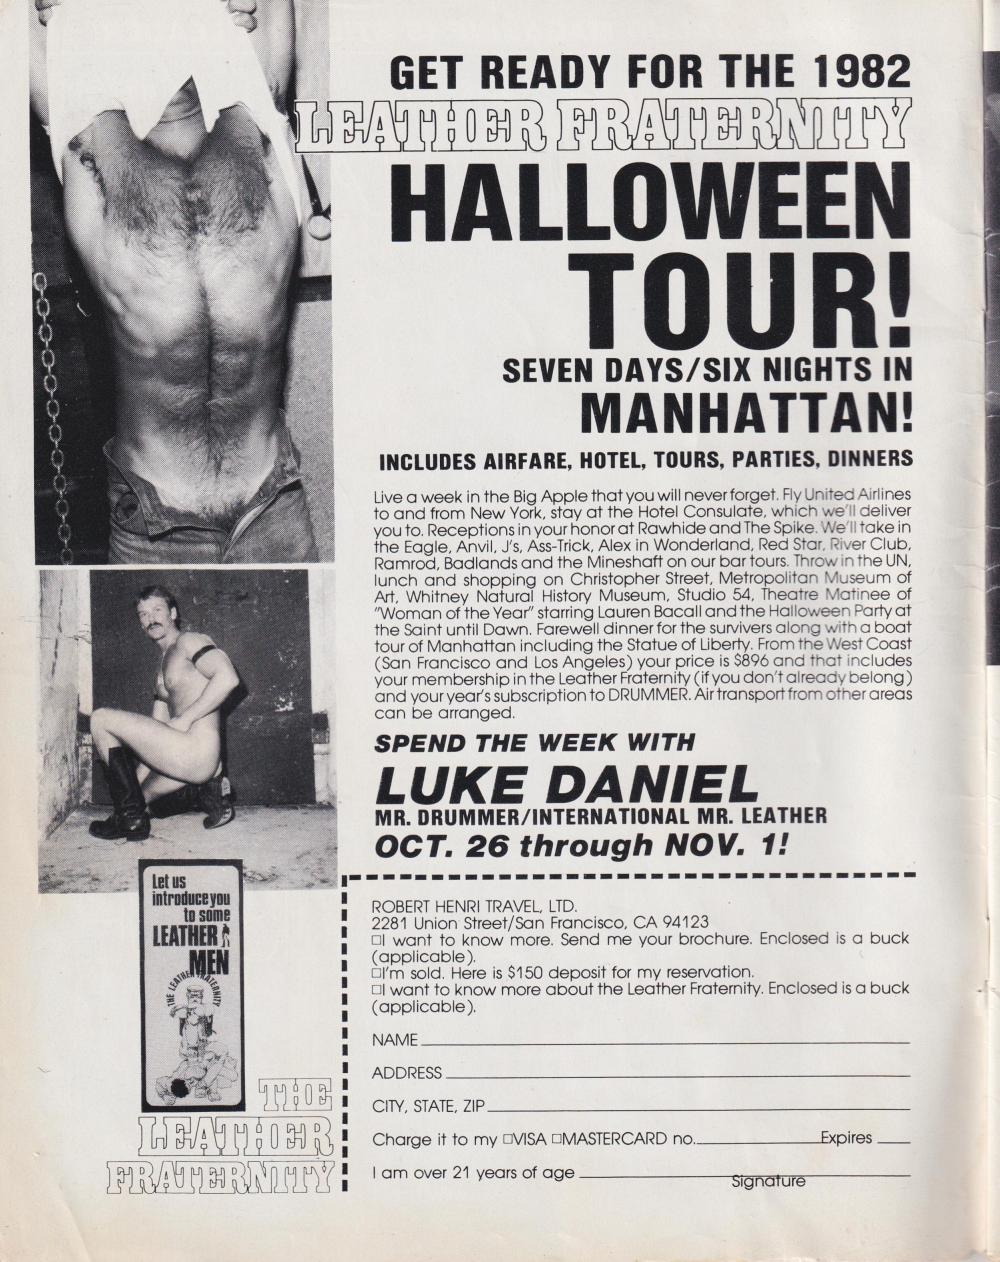 GET READY FOR THE 1982
LEATHER FRATERNITY
HALLOWEEN
TOUR!
SEVEN DAYS/SIX NIGHTS IN
MANHATTAN!
INCLUDES AIRFARE, HOTEL, TOURS, PARTIES, DINNERS
Live a week in the Big Apple that you will never forget. Fly United Airlines
to and from New York, stay at the Hotel Consulate, which we'll deliver
you to. Receptions in your honor at Rawhide and The Spike. We'll take in
the Eagle, Anvil, J's, Ass-Trick, Alex in Wonderland, Red Star, River Club,
Ramrod, Badlands and the Mineshaft on our bar tours. Throw in the UN,
lunch and shopping on Christopher Street, Metropolitan Museum of
Art, Whitney Natural History Museum, Studio 54, Theatre Matinee of
"Woman of the Year" starring Lauren Bacall and the Halloween Party at
the Saint until Dawn. Farewell dinner for the survivers along with a boat
tour of Manhattan including the Statue of Liberty. From the West Coast
(San Francisco and Los Angeles) your price is $896 and that includes
your membership in the Leather Fraternity (if you don't already belong)
and your year's subscription to DRUMMER. Air transport from other areas
can be arranged.
SPEND THE WEEK WITH
LUKE DANIEL
MR. DRUMMER/INTERNATIONAL MR. LEATHER
OCT. 26 through NOV. 1!
Let us
introduce you
to some
LEATHER
MEN
THE LEATHER FRATERNITY
THE
LEATHER
FRATERNITY
ROBERT HENRI TRAVEL, LTD.
2281 Union Street/San Francisco, CA 94123
□I want to know more. Send me your brochure. Enclosed is a buck
(applicable).
□I'm sold. Here is $150 deposit for my reservation.
□I want to know more about the Leather Fraternity. Enclosed is a buck
(applicable).
NAME
ADDRESS
CITY, STATE, ZIP
Charge it to my □VISA □MASTERCARD no. Expires
I am over 21 years of age
Signature